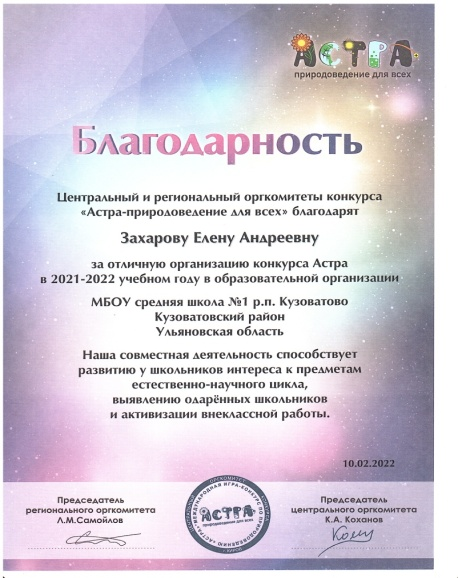 АСТРА
природоведение для всех
Благодарность
Центральный и региональный оргкомитеты конкурса
«Астра-природоведение для всех» благодарят
Захарову Елену Андреевну
за отличную организацию конкурса Астра
в 2021-2022 учебном году в образовательной организации
МБОУ средняя школа №1 р.п. Кузоватово
Кузоватовский район
Ульяновская область
Наша совместная деятельность способствует
развитию у школьников интереса к предметам
естественно-научного цикла,
выявлению одарённых школьников
и активизации внеклассной работы.
10.02.2022
Председатель
регионального оргкомитета
Л.М.Самойлов
АСТРА
природоведение для всех
Председатель
центрального оргкомитета
К.А. Коханов